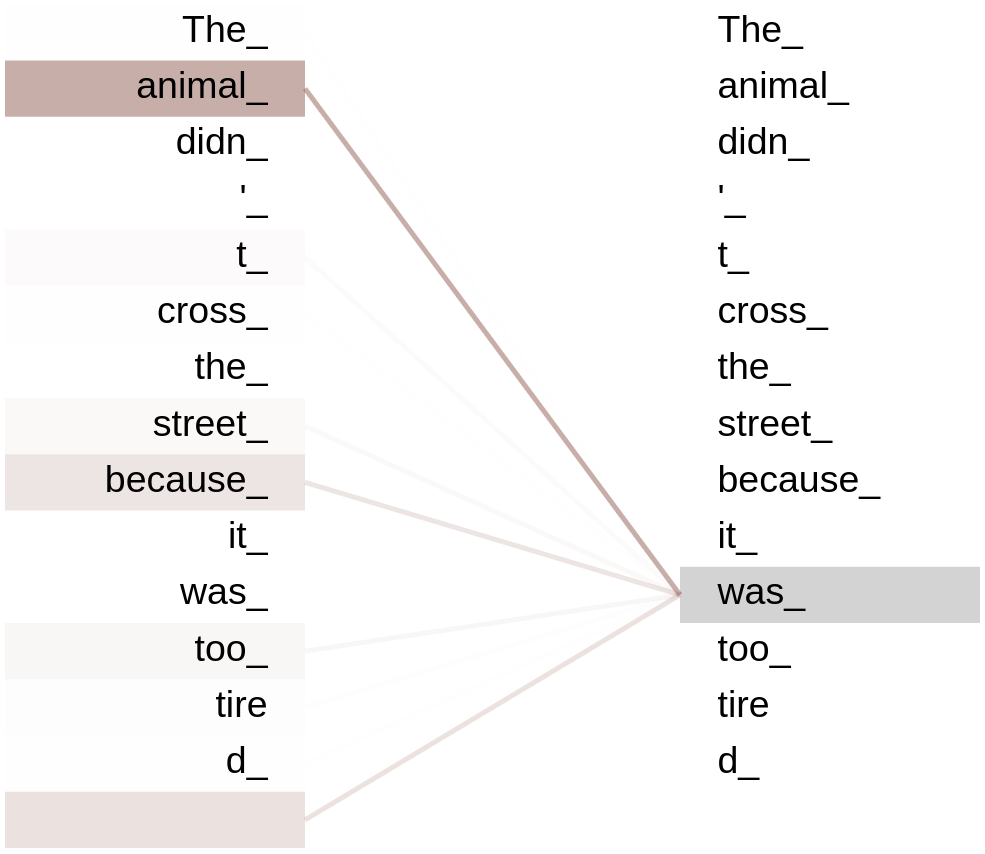 The_ The_
animal_ animal_
didn_ didn_
'_ '_
t_ t_
cross_ cross_
the_ the_
street_ street_
because_ because_
it_ it_
was_ was_
too_ too_
tire tire
d_ d_